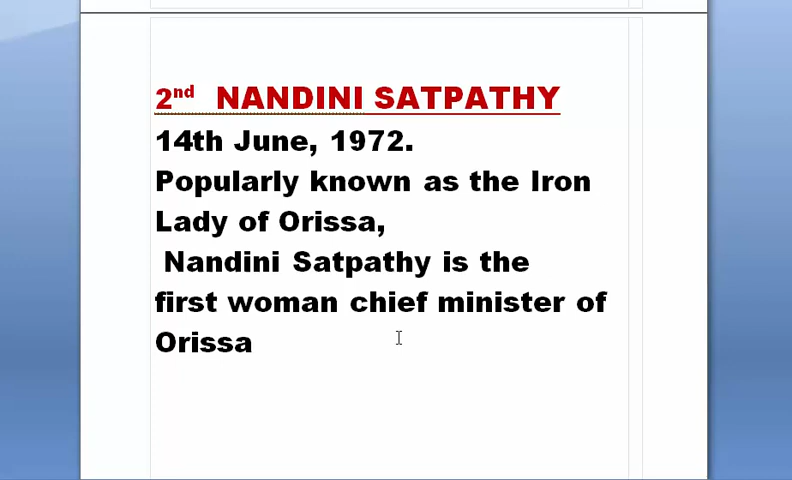 2nd NANDINI SATPATHY
14th June, 1972.
Popularly known as the Iron
Lady of Orissa,
Nandini Satpathy is the
first woman chief minister of
Orissa